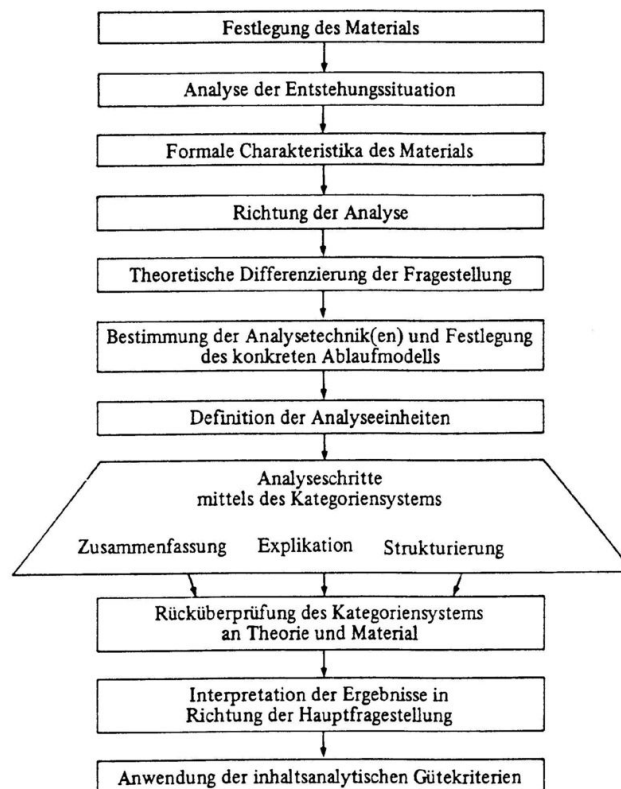 Festlegung des Materials
Analyse der Entstehungssituation
Formale Charakteristika des Materials
Richtung der Analyse
Theoretische Differenzierung der Fragestellung
Bestimmung der Analysetechnik(en) und Festlegung
des konkreten Ablaufmodells
Definition der Analyseeinheiten
Analyseschritte
mittels des Kategoriensystems
Zusammenfassung Explikation Strukturierung
Rücküberprüfung des Kategoriensystems
an Theorie und Material
Interpretation der Ergebnisse in
Richtung der Hauptfragestellung
Anwendung der inhaltsanalytischen Gütekriterien